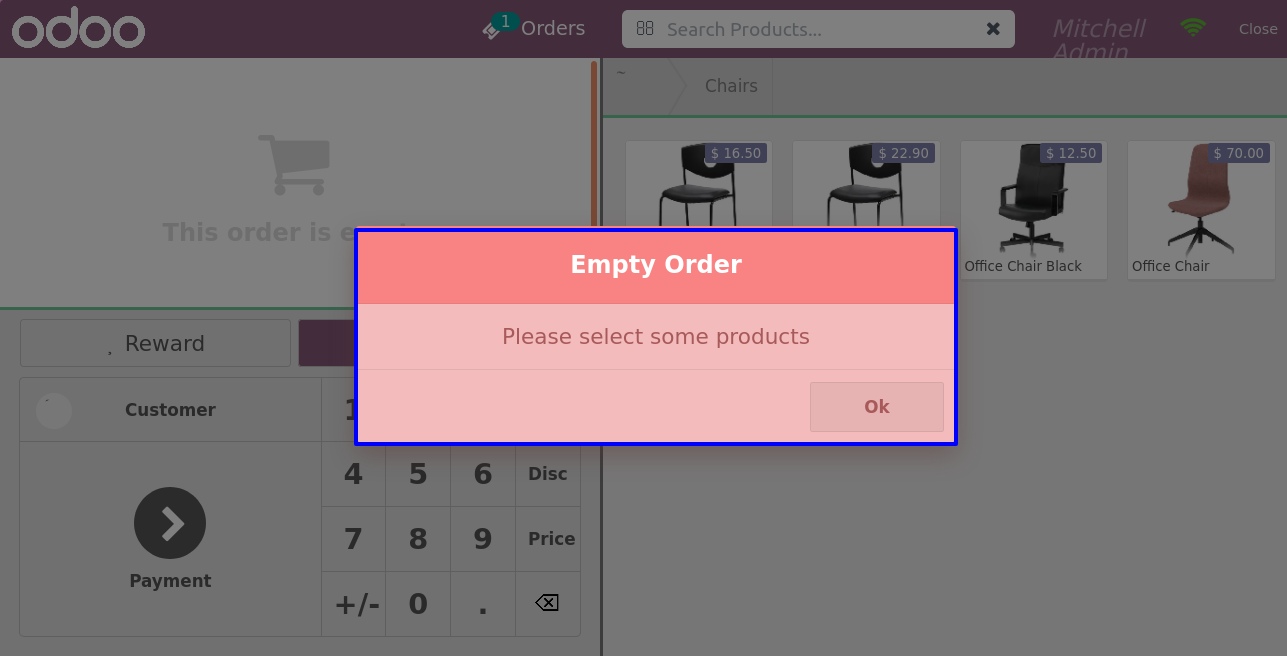 odoo
1
Orders
Search Products...
Mitchell
Admin
Close
~
Chairs
This order is
$ 16.50
$ 22.90
$ 12.50
$ 70.00
Office Chair Black
Office Chair
Empty Order
Please select some products
Ok
Reward
Customer
1
4 5 6 Disc
7 8 9 Price
+/- 0 .
Payment